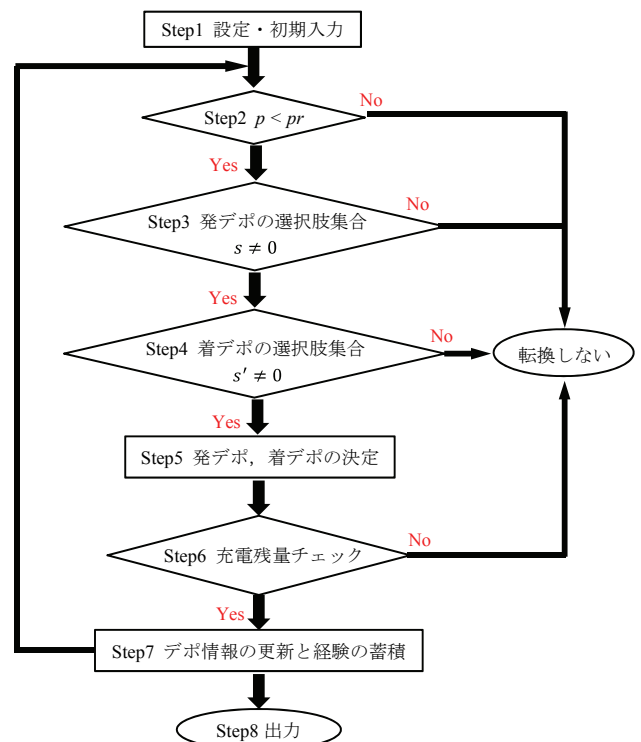 Step1 設定・初期入力
No
Step2 p < pr
Yes
No
Step3 発デポの選択肢集合
s ≠ 0
Yes
No
Step4 着デポの選択肢集合
s′ ≠ 0
転換しない
Yes
Step5 発デポ，着デポの決定
No
Step6 充電残量チェック
Yes
Step7 デポ情報の更新と経験の蓄積
Step8 出力